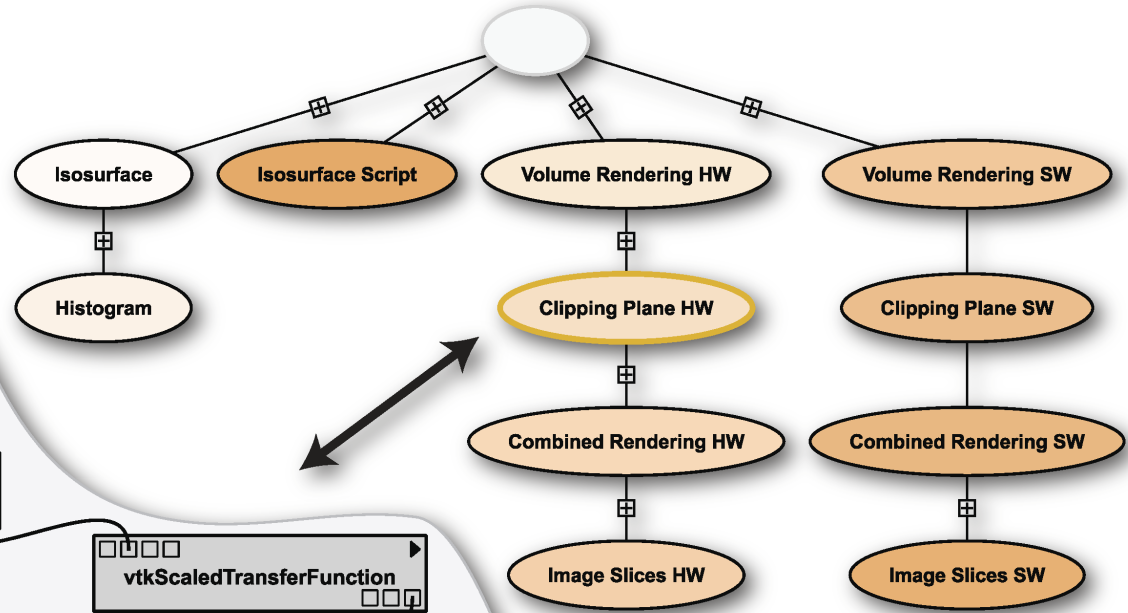 Isosurface
Isosurface Script
Volume Rendering HW
Volume Rendering SW
Histogram
Clipping Plane HW
Clipping Plane SW
Combined Rendering HW
Combined Rendering SW
vtkScaledTransferFunction
Image Slices HW
Image Slices SW